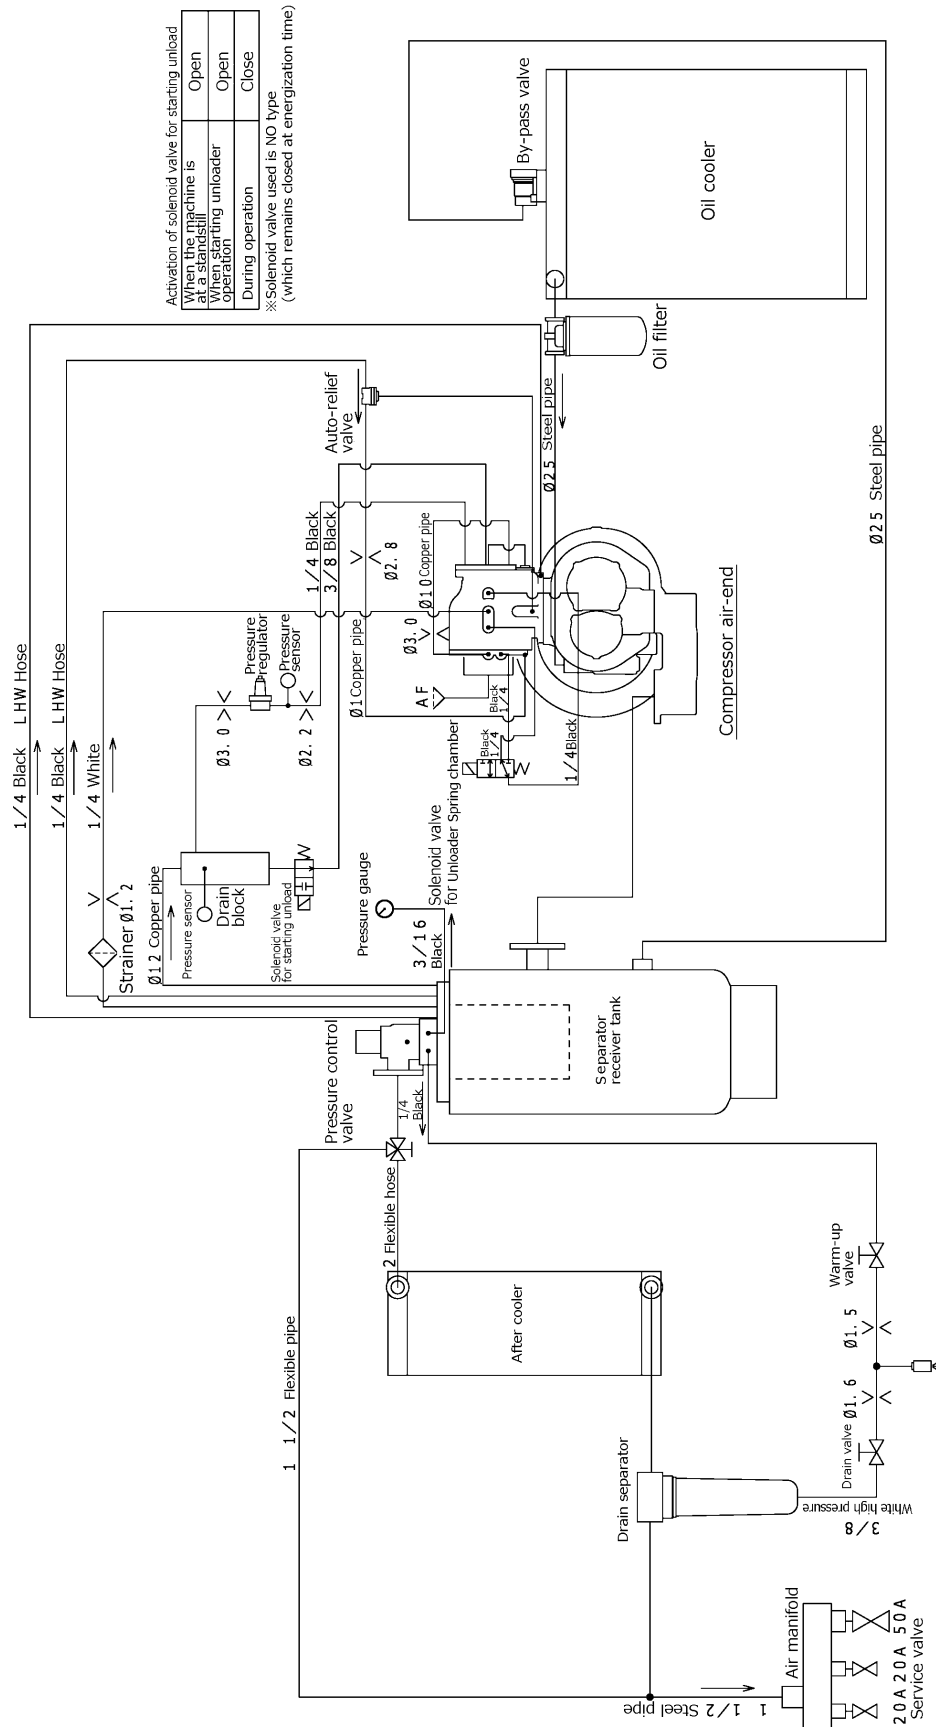 Activation of solenoid valve for starting unload
When the machine is
at a standstill
Open
When starting unloader
operation
Open
During operation
Close
※Solenoid valve used is NO type
(which remains closed at energization time)
By-pass valve
Oil cooler
Oil filter
Ø25 Steel pipe
Ø25 Steel pipe
Auto-relief
valve
1/4 Black LHW Hose
1/4 Black LHW Hose
1/4 White
1/4 Black
3/8 Black
Ø2.8
Ø10 Copper pipe
Ø3.0
Ø1 Copper pipe
AF
Black
1/4
Black
1/4
1/4 Black
Compressor air-end
Pressure
regulator
Pressure
sensor
Ø3.0
Ø2.2
Strainer Ø1.2
Ø12 Copper pipe
Pressure sensor
Drain
block
Solenoid valve
for starting unload
Pressure gauge
3/16
Black
Solenoid valve
for Unloader Spring chamber
Separator
receiver tank
Pressure control
valve
1/4
Black
2 Flexible hose
1 1/2 Flexible pipe
After cooler
Warm-up
valve
Ø1.5
Ø1.6
Drain valve
Drain separator
White high pressure
3/8
1 1/2 Steel pipe
Air manifold
20A 20A 50A
Service valve